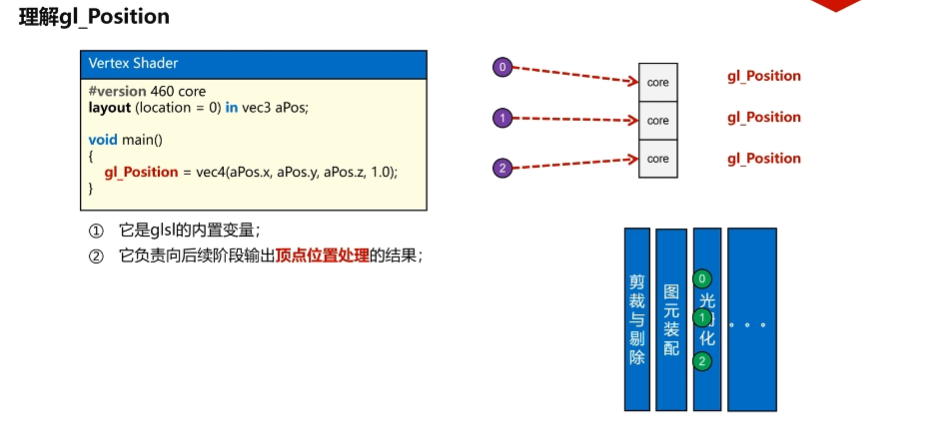 理解gl_Position
Vertex Shader
#version 460 core
layout (location = 0) in vec3 aPos;
void main()
{
gl_Position = vec4(aPos.x, aPos.y, aPos.z, 1.0);
}
① 它是glsl的内置变量；
② 它负责向后续阶段输出顶点位置处理的结果；
0
core
gl_Position
1
core
gl_Position
2
core
gl_Position
剪裁与剔除
图元装配
光 化
0
1
2
。。。